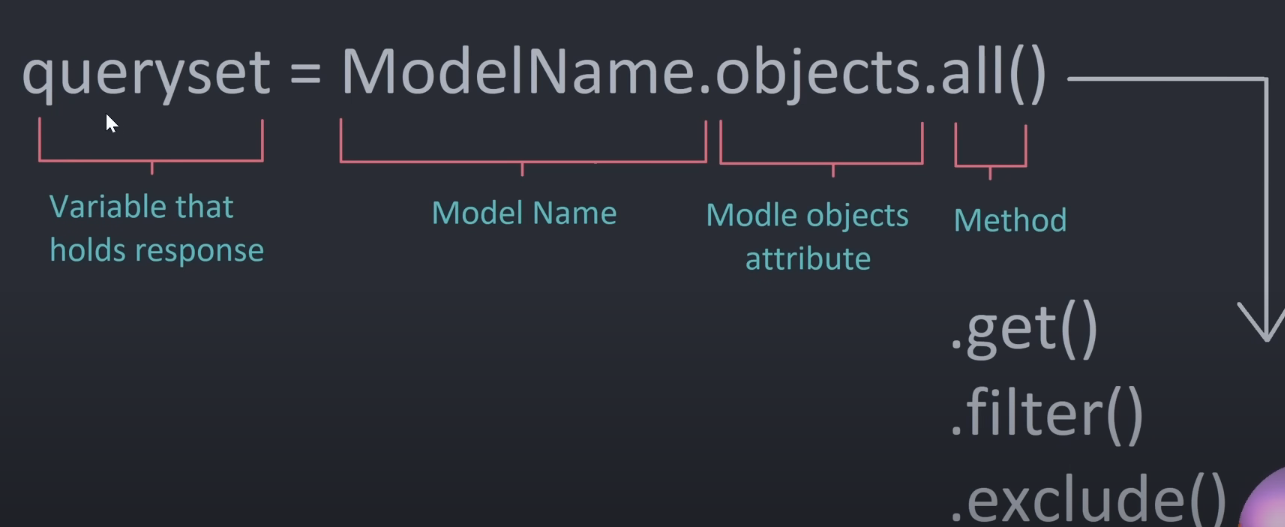 queryset = ModelName.objects.all()
Variable that
holds response
Model Name
Modle objects
attribute
Method
.get()
.filter()
.exclude()